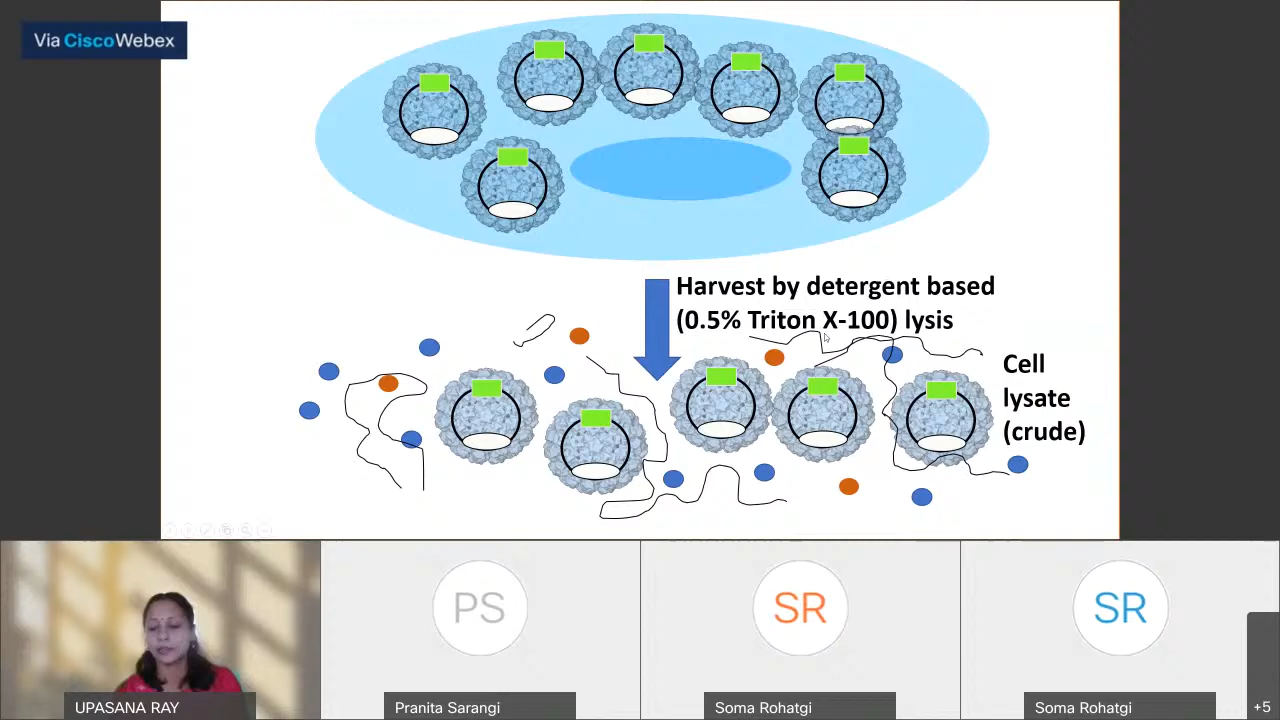 Via CiscoWebex
Harvest by detergent based
(0.5% Triton X-100) lysis
Cell
lysate
(crude)
PS
SR
SR
UPASANA RAY
Pranita Sarangi
Soma Rohatgi
Soma Rohatgi
+5